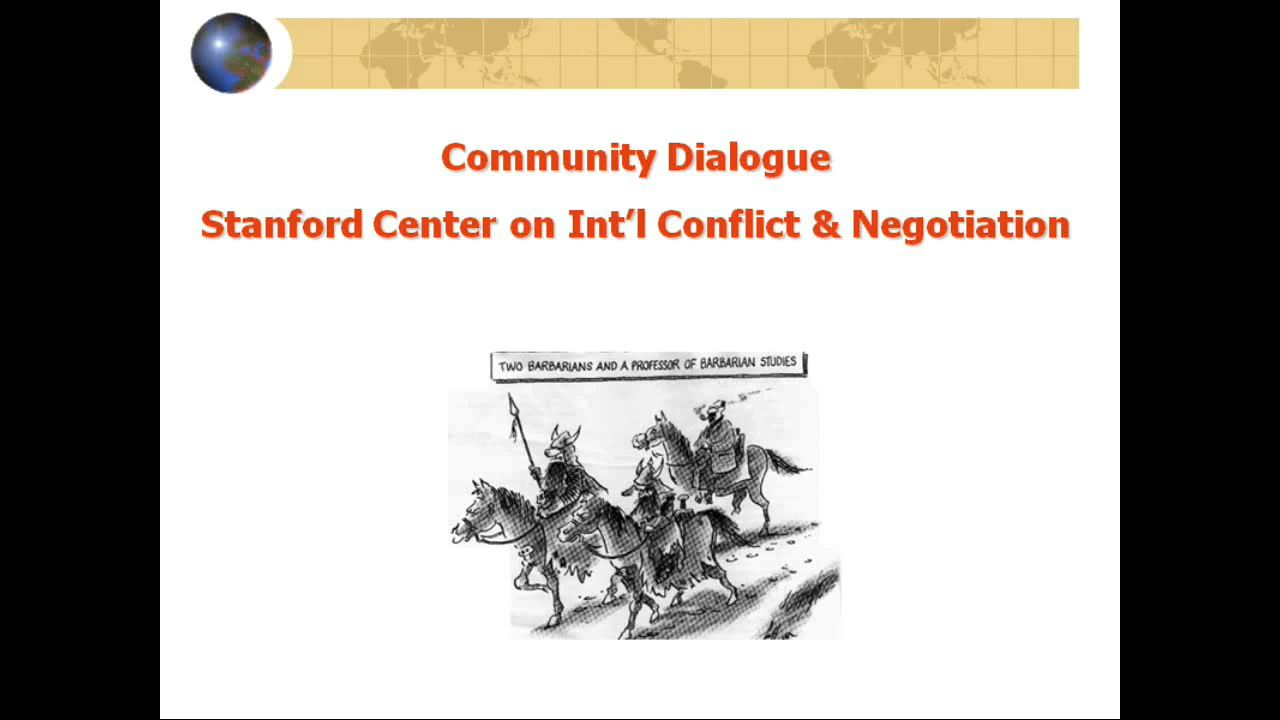 Community Dialogue
Stanford Center on Int’l Conflict & Negotiation
TWO BARBARIANS AND A PROFESSOR OF BARBARIAN STUDIES